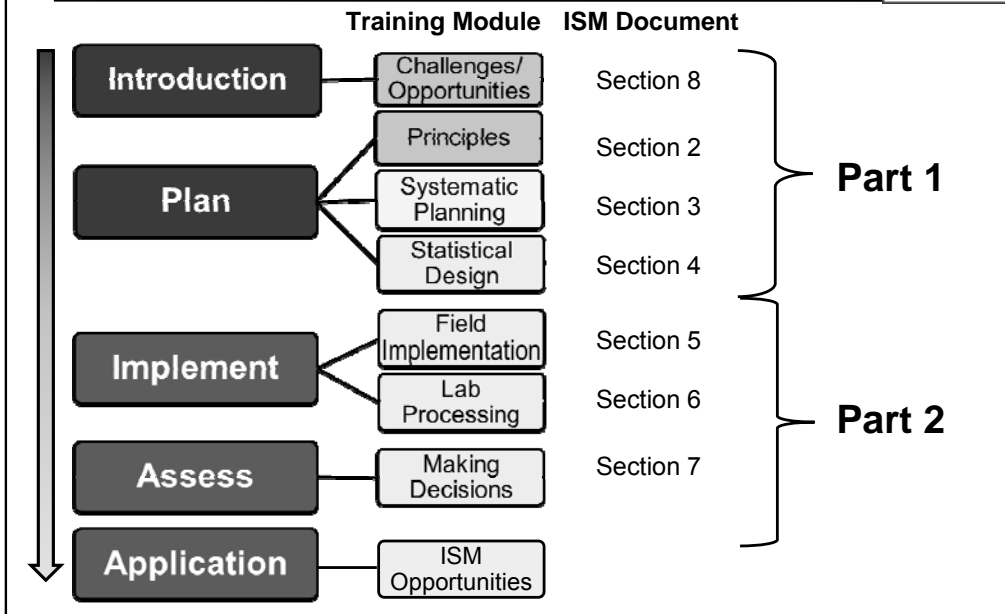 Training Module ISM Document
Introduction
Challenges/
Opportunities
Section 8
Plan
Principles
Section 2
Systematic
Planning
Section 3
Statistical
Design
Section 4
Part 1
Implement
Field
Implementation
Section 5
Lab
Processing
Section 6
Part 2
Assess
Making
Decisions
Section 7
Application
ISM
Opportunities